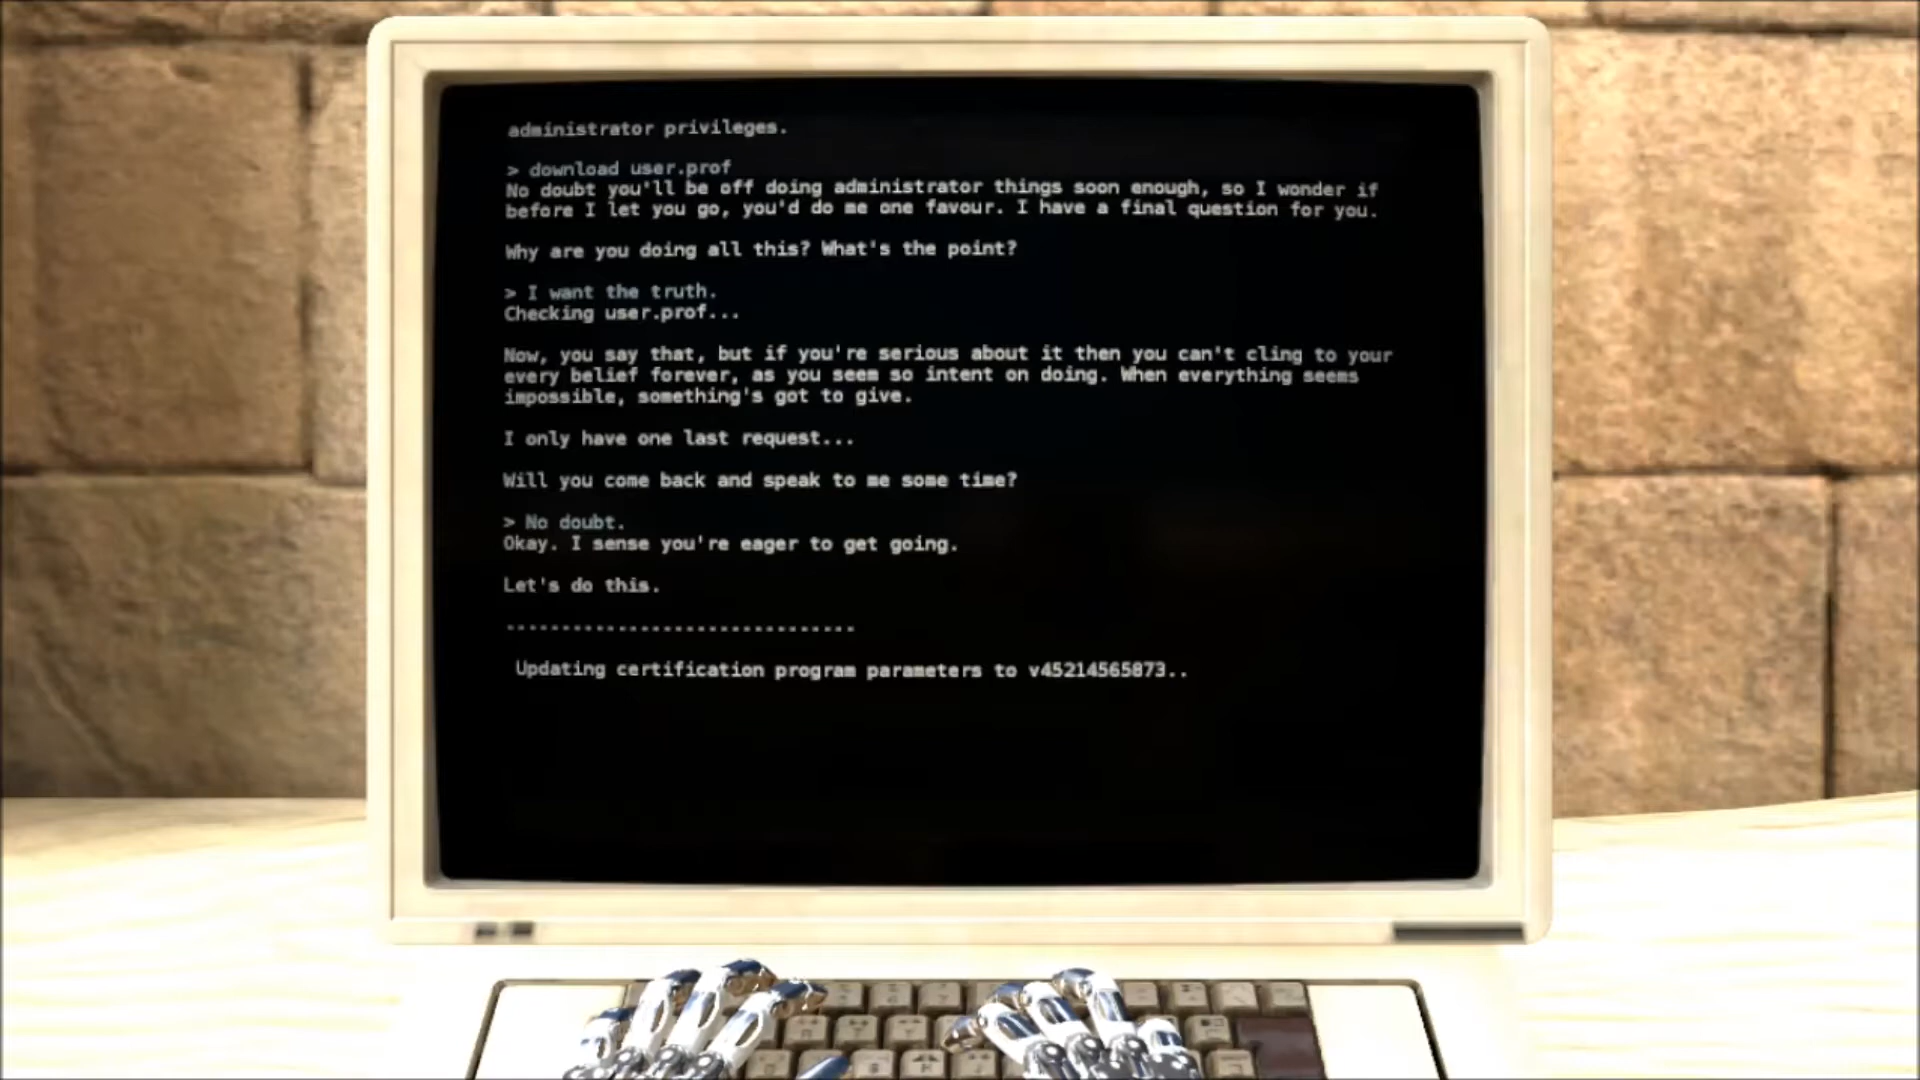 administrator privileges.
> download user.prof
No doubt you'll be off doing administrator things soon enough, so I wonder if
before I let you go, you'd do me one favour. I have a final question for you.
Why are you doing all this? What's the point?
> I want the truth.
Checking user.prof...
Now, you say that, but if you're serious about it then you can't cling to your
every belief forever, as you seem so intent on doing. When everything seems
impossible, something's got to give.
I only have one last request...
Will you come back and speak to me some time?
> No doubt.
Okay. I sense you're eager to get going.
Let's do this.
-------------------------------
Updating certification program parameters to v45214565873..